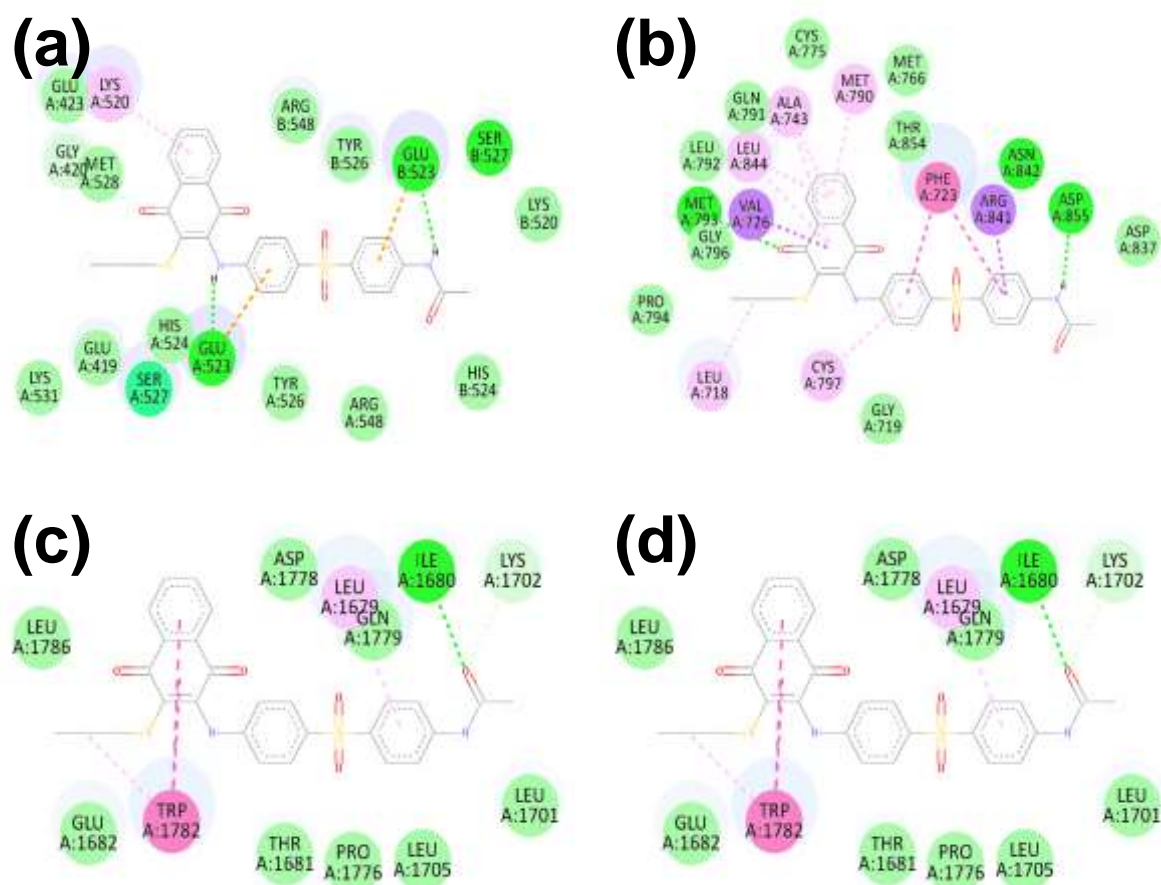 (a)
GLU
A:423
LYS
A:520
GLY
A:420
MET
A:528
ARG
B:548
TYR
B:526
GLU
B:523
SER
B:527
LYS
B:520
O
O
S
N
H
O
S
O
N
H
O
HIS
A:524
GLU
A:523
GLU
A:419
SER
A:527
LYS
A:531
TYR
A:526
ARG
A:548
HIS
B:524
(b)
CYS
A:775
MET
A:790
MET
A:766
GLN
A:791
ALA
A:743
THR
A:854
LEU
A:792
LEU
A:844
PHE
A:723
ASN
A:842
MET
A:793
VAL
A:726
ARG
A:841
ASP
A:855
GLY
A:796
ASP
A:837
O
O
S
N
O
S
O
N
H
O
PRO
A:794
LEU
A:718
CYS
A:797
GLY
A:719
(c)
ASP
A:1778
LEU
A:1679
ILE
A:1680
LYS
A:1702
GLN
A:1779
LEU
A:1786
O
O
S
N
O
S
O
N
O
GLU
A:1682
TRP
A:1782
THR
A:1681
PRO
A:1776
LEU
A:1705
LEU
A:1701
(d)
ASP
A:1778
LEU
A:1679
ILE
A:1680
LYS
A:1702
GLN
A:1779
LEU
A:1786
O
O
S
N
O
S
O
N
O
GLU
A:1682
TRP
A:1782
THR
A:1681
PRO
A:1776
LEU
A:1705
LEU
A:1701